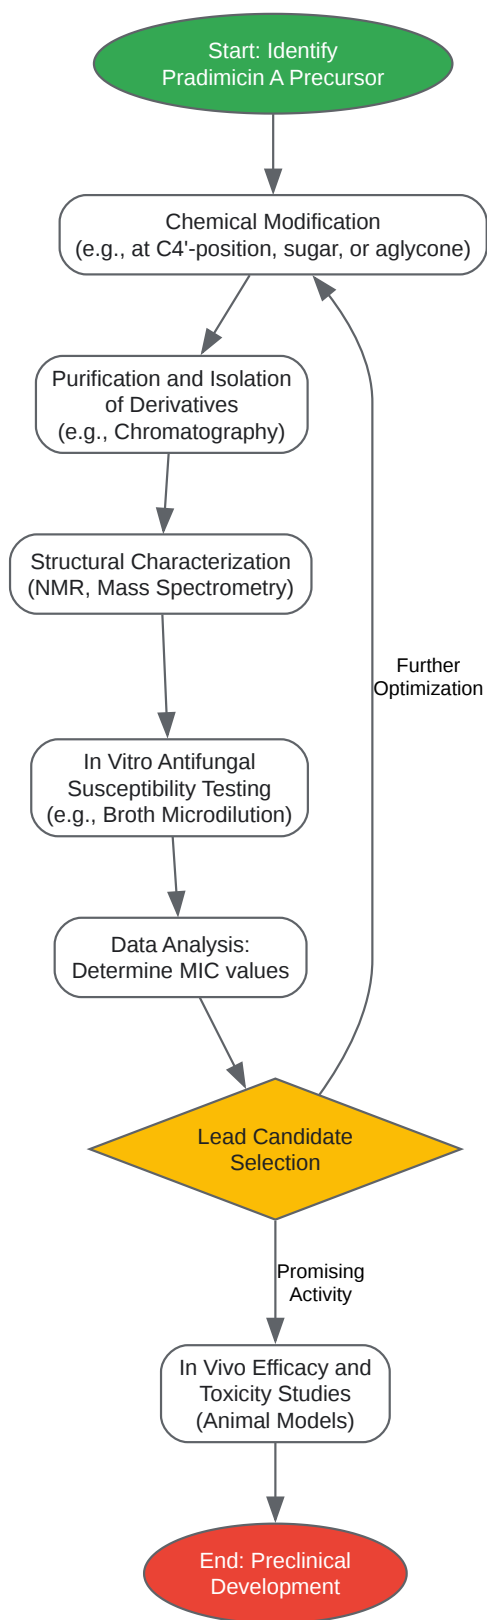 Start: Identify
Pradimicin A Precursor
Chemical Modification
(e.g., at C4'-position, sugar, or aglycone)
Purification and Isolation
of Derivatives
(e.g., Chromatography)
Structural Characterization
(NMR, Mass Spectrometry)
Further
Optimization
In Vitro Antifungal
Susceptibility Testing
(e.g., Broth Microdilution)
Data Analysis:
Determine MIC values
Lead Candidate
Selection
Promising
Activity
In Vivo Efficacy and
Toxicity Studies
(Animal Models)
End: Preclinical
Development